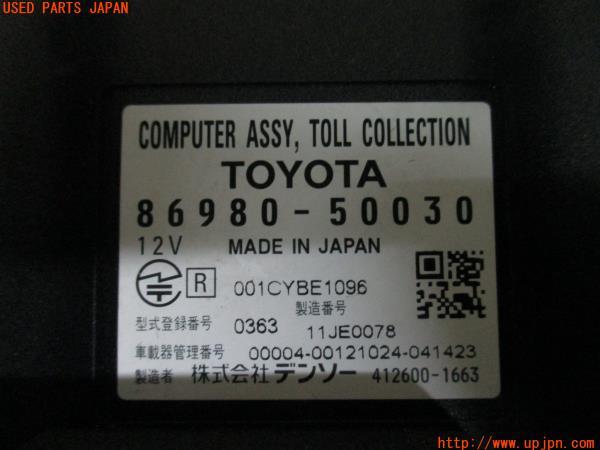 USED PARTS JAPAN
COMPUTER ASSY, TOLL COLLECTION
TOYOTA
86980-50030
12V MADE IN JAPAN
R 001CYBE1096
製造番号
型式登録番号 0363 11JE0078
車載器管理番号 00004-00121024-041423
製造者 株式会社 デンソー 412600-1663
http://www.upjpn.com